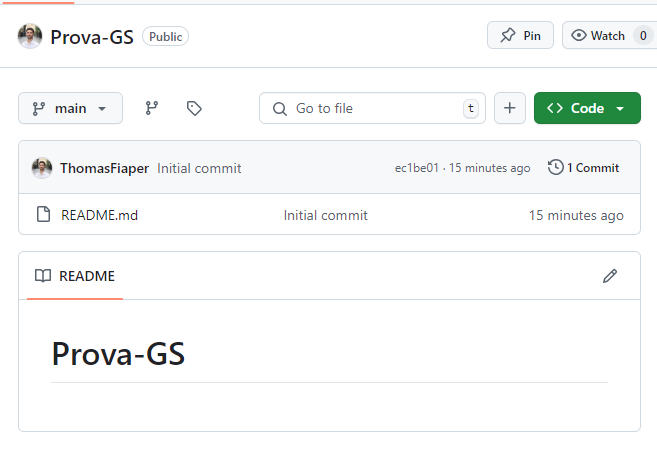 Prova-GS Public Pin Watch 0
main Go to file t Code
ThomasFiaper Initial commit ec1be01 · 15 minutes ago 1 Commit
README.md Initial commit 15 minutes ago
README
Prova-GS